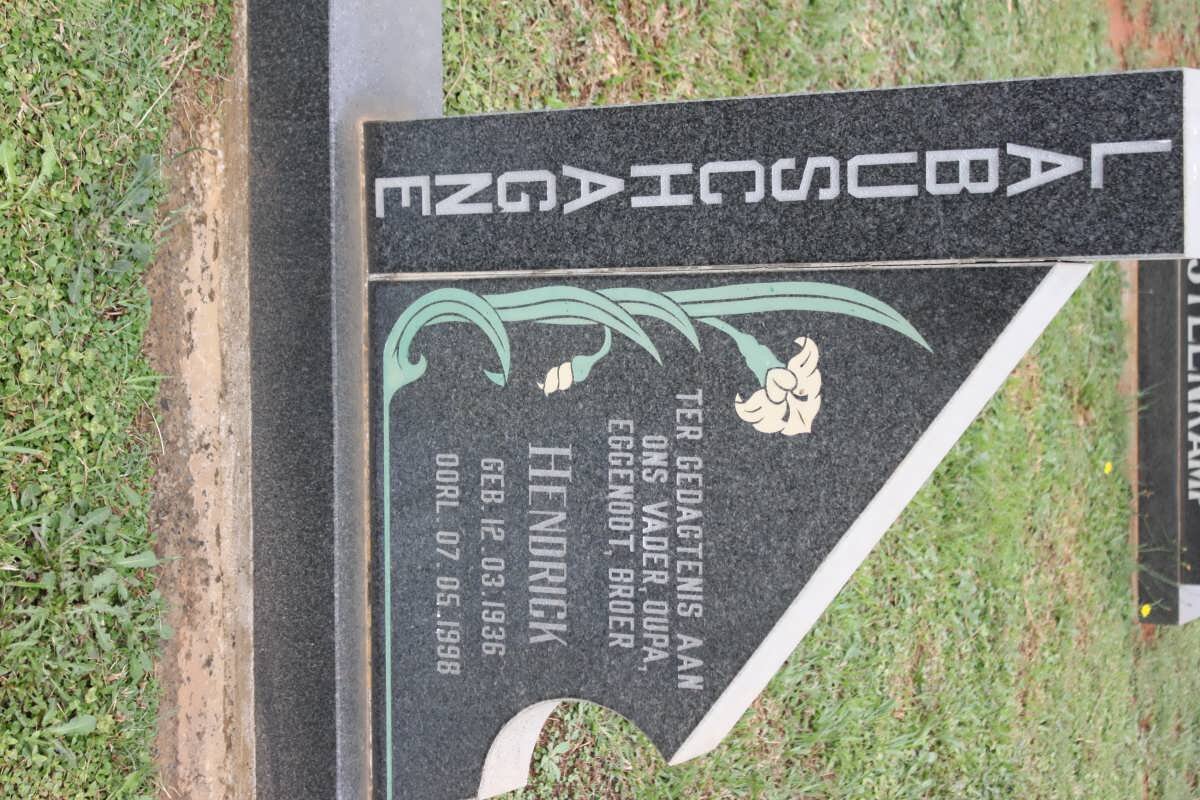 LABUSCHAGNE
TER GEDAGTENIS AAN
ONS VADER, OUPA,
EGGENOOT, BROER
HENDRICK
GEB. 12.03.1936
OORL. 07.05.1998